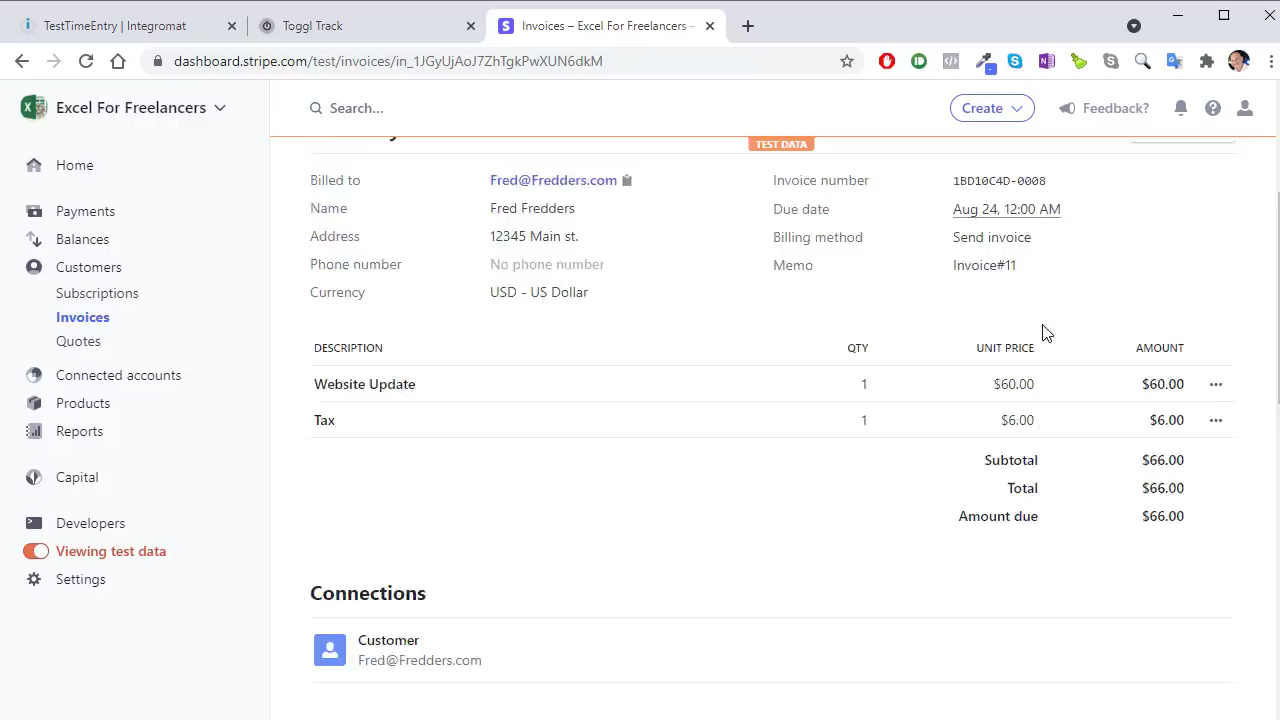 TestTimeEntry | Integromat
Toggl Track
Invoices – Excel For Freelancers –
dashboard.stripe.com/test/invoices/in_1JGyUjAOu7ZhTgkPwXUN6dkM
Excel For Freelancers
Search...
Create
Feedback?
TEST DATA
Home
Payments
Balances
Customers
Subscriptions
Invoices
Quotes
Connected accounts
Products
Reports
Capital
Developers
Viewing test data
Settings
Billed to Fred@Fredders.com
Name Fred Fredders
Address 12345 Main st.
Phone number No phone number
Currency USD - US Dollar
Invoice number 1BD10C4D-0008
Due date Aug 24, 12:00 AM
Billing method Send invoice
Memo Invoice#11
DESCRIPTION QTY UNIT PRICE AMOUNT
Website Update 1 $60.00 $60.00
Tax 1 $6.00 $6.00
Subtotal $66.00
Total $66.00
Amount due $66.00
Connections
Customer
Fred@Fredders.com